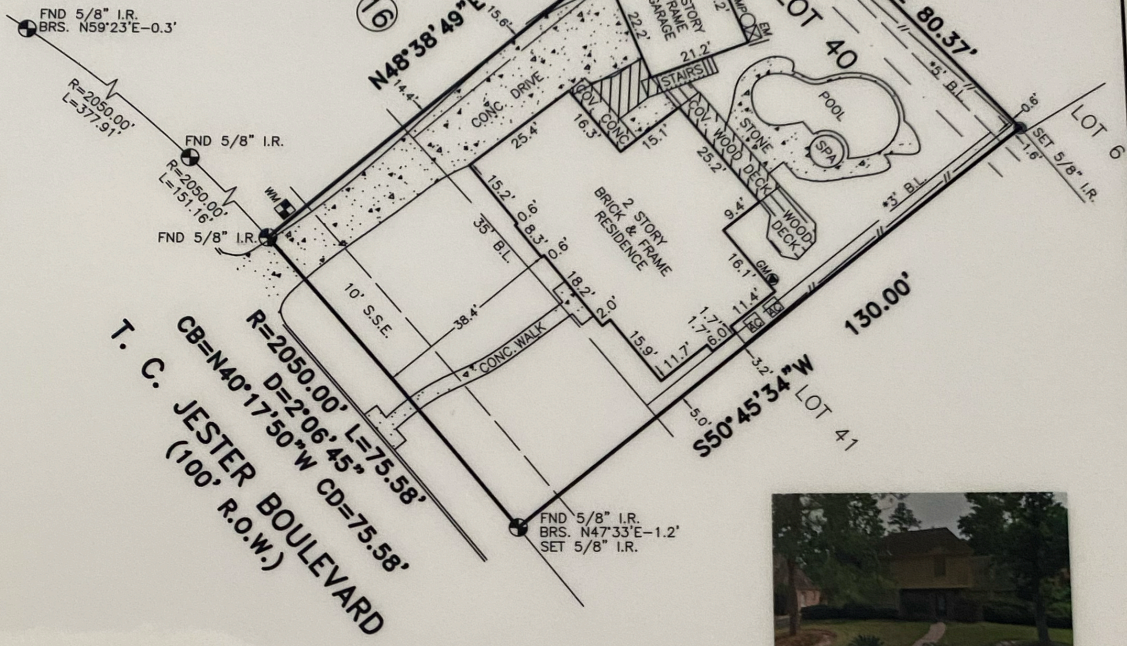 FND 5/8" I.R.
BRS. N59°23'E-0.3'
R=2050.00'
L=377.91'
FND 5/8" I.R.
R=2050.00'
L=151.16'
WM
FND 5/8" I.R.
16
N48°38'49"E
15.6'
14.4'
CONC. DRIVE
22.2'
STORY
FRAME
GARAGE
EM
21.2'
STAIRS
COV. CONC.
16.3'
15.1'
25.4'
LOT 40
80.37'
*5' B.L.
POOL
SPA
STONE
COV. WOOD DECK
25.2'
WOOD
DECK
0.6'
1.6'
SET 5/8" I.R.
LOT 6
*3' B.L.
15.2'
0.6'
8.3'
0.6'
35' B.L.
2 STORY
BRICK & FRAME
RESIDENCE
9.4'
16.1'
GM
11.4'
AC
AC
18.2'
2.0'
15.9'
11.7'
1.7'
1.7'
6.0'
10' S.S.E.
38.4'
CONC. WALK
3.2'
5.0'
130.00'
S50°45'34"W
LOT 41
R=2050.00' L=75.58'
D=2°06'45"
CB=N40°17'50"W CD=75.58'
T. C. JESTER BOULEVARD
(100' R.O.W.)
FND 5/8" I.R.
BRS. N47°33'E-1.2'
SET 5/8" I.R.